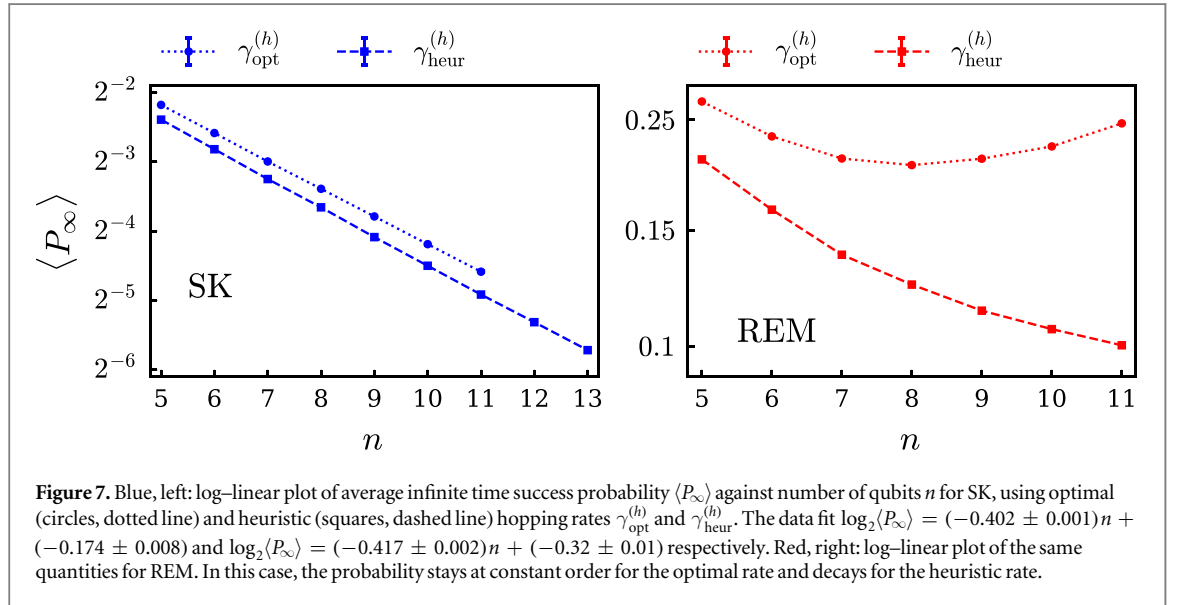 γ_opt^(h) γ_heur^(h) γ_opt^(h) γ_heur^(h)
2^−2
2^−3
2^−4
2^−5
2^−6
⟨P_∞⟩
SK
5 6 7 8 9 10 11 12 13
n
0.25
0.15
0.1
REM
5 6 7 8 9 10 11
n
Figure 7. Blue, left: log–linear plot of average infinite time success probability ⟨P_∞⟩ against number of qubits n for SK, using optimal
(circles, dotted line) and heuristic (squares, dashed line) hopping rates γ_opt^(h) and γ_heur^(h). The data fit log_2⟨P_∞⟩ = (−0.402 ± 0.001)n +
(−0.174 ± 0.008) and log_2⟨P_∞⟩ = (−0.417 ± 0.002)n + (−0.32 ± 0.01) respectively. Red, right: log–linear plot of the same
quantities for REM. In this case, the probability stays at constant order for the optimal rate and decays for the heuristic rate.